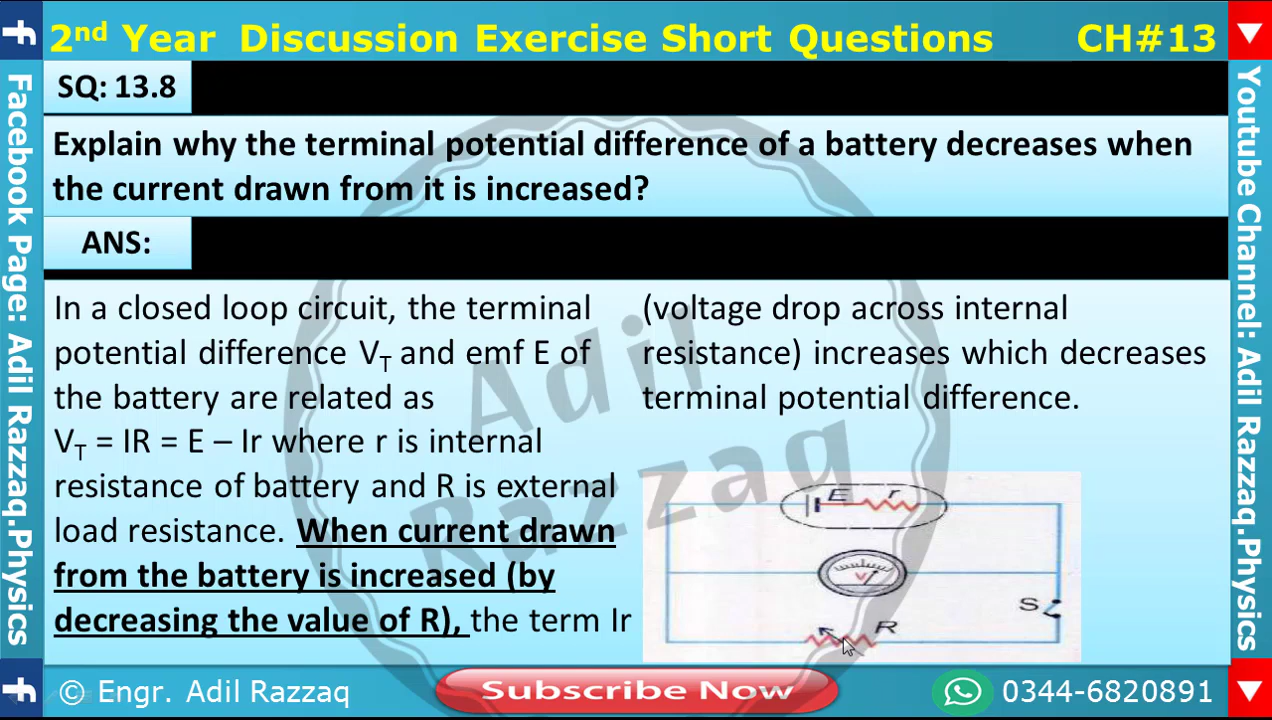 2nd Year Discussion Exercise Short Questions CH#13
SQ: 13.8
Explain why the terminal potential difference of a battery decreases when
the current drawn from it is increased?
ANS:
In a closed loop circuit, the terminal
potential difference VT and emf E of
the battery are related as
VT = IR = E – Ir where r is internal
resistance of battery and R is external
load resistance. When current drawn
from the battery is increased (by
decreasing the value of R), the term Ir
(voltage drop across internal
resistance) increases which decreases
terminal potential difference.
E r
V
S
R
Adil
Razzaq
Facebook Page: Adil Razzaq.Physics
Youtube Channel: Adil Razzaq.Physics
© Engr. Adil Razzaq
Subscribe Now
0344-6820891